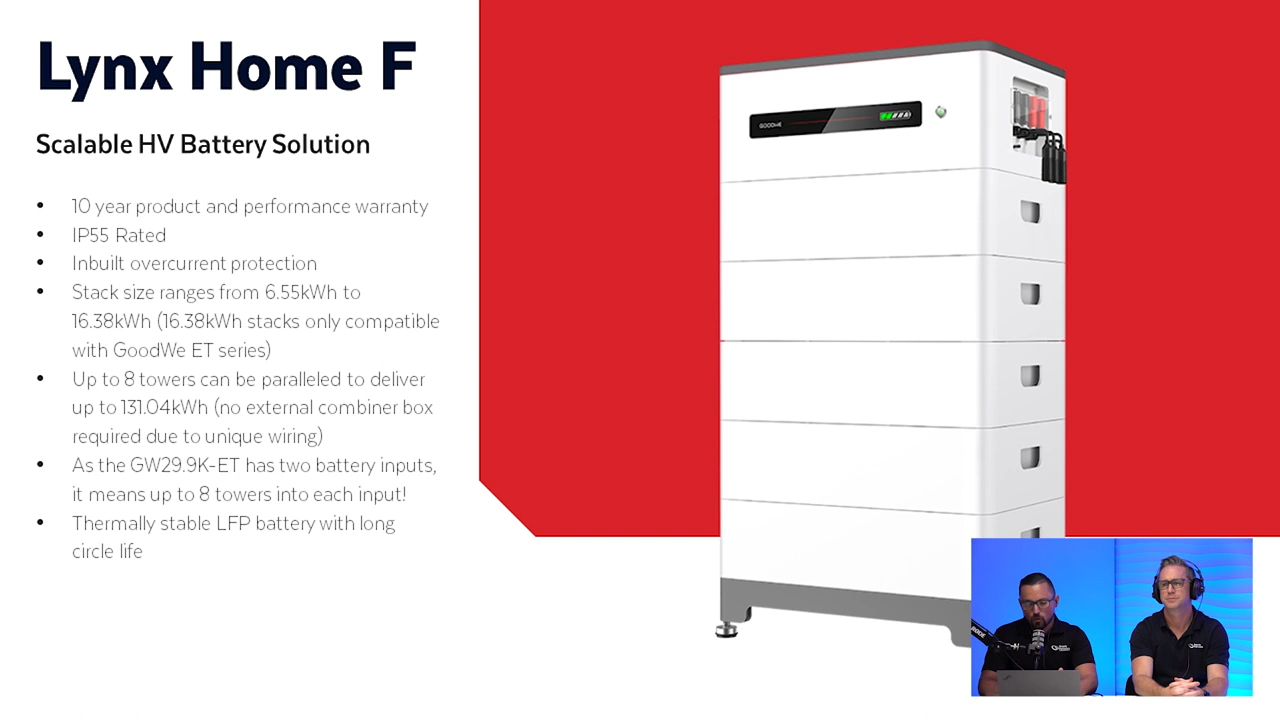 Lynx Home F
Scalable HV Battery Solution
• 10 year product and performance warranty
• IP55 Rated
• Inbuilt overcurrent protection
• Stack size ranges from 6.55kWh to
16.38kWh (16.38kWh stacks only compatible
with GoodWe ET series)
• Up to 8 towers can be paralleled to deliver
up to 131.04kWh (no external combiner box
required due to unique wiring)
• As the GW29.9K-ET has two battery inputs,
it means up to 8 towers into each input!
• Thermally stable LFP battery with long
circle life
GOODWE
RODE